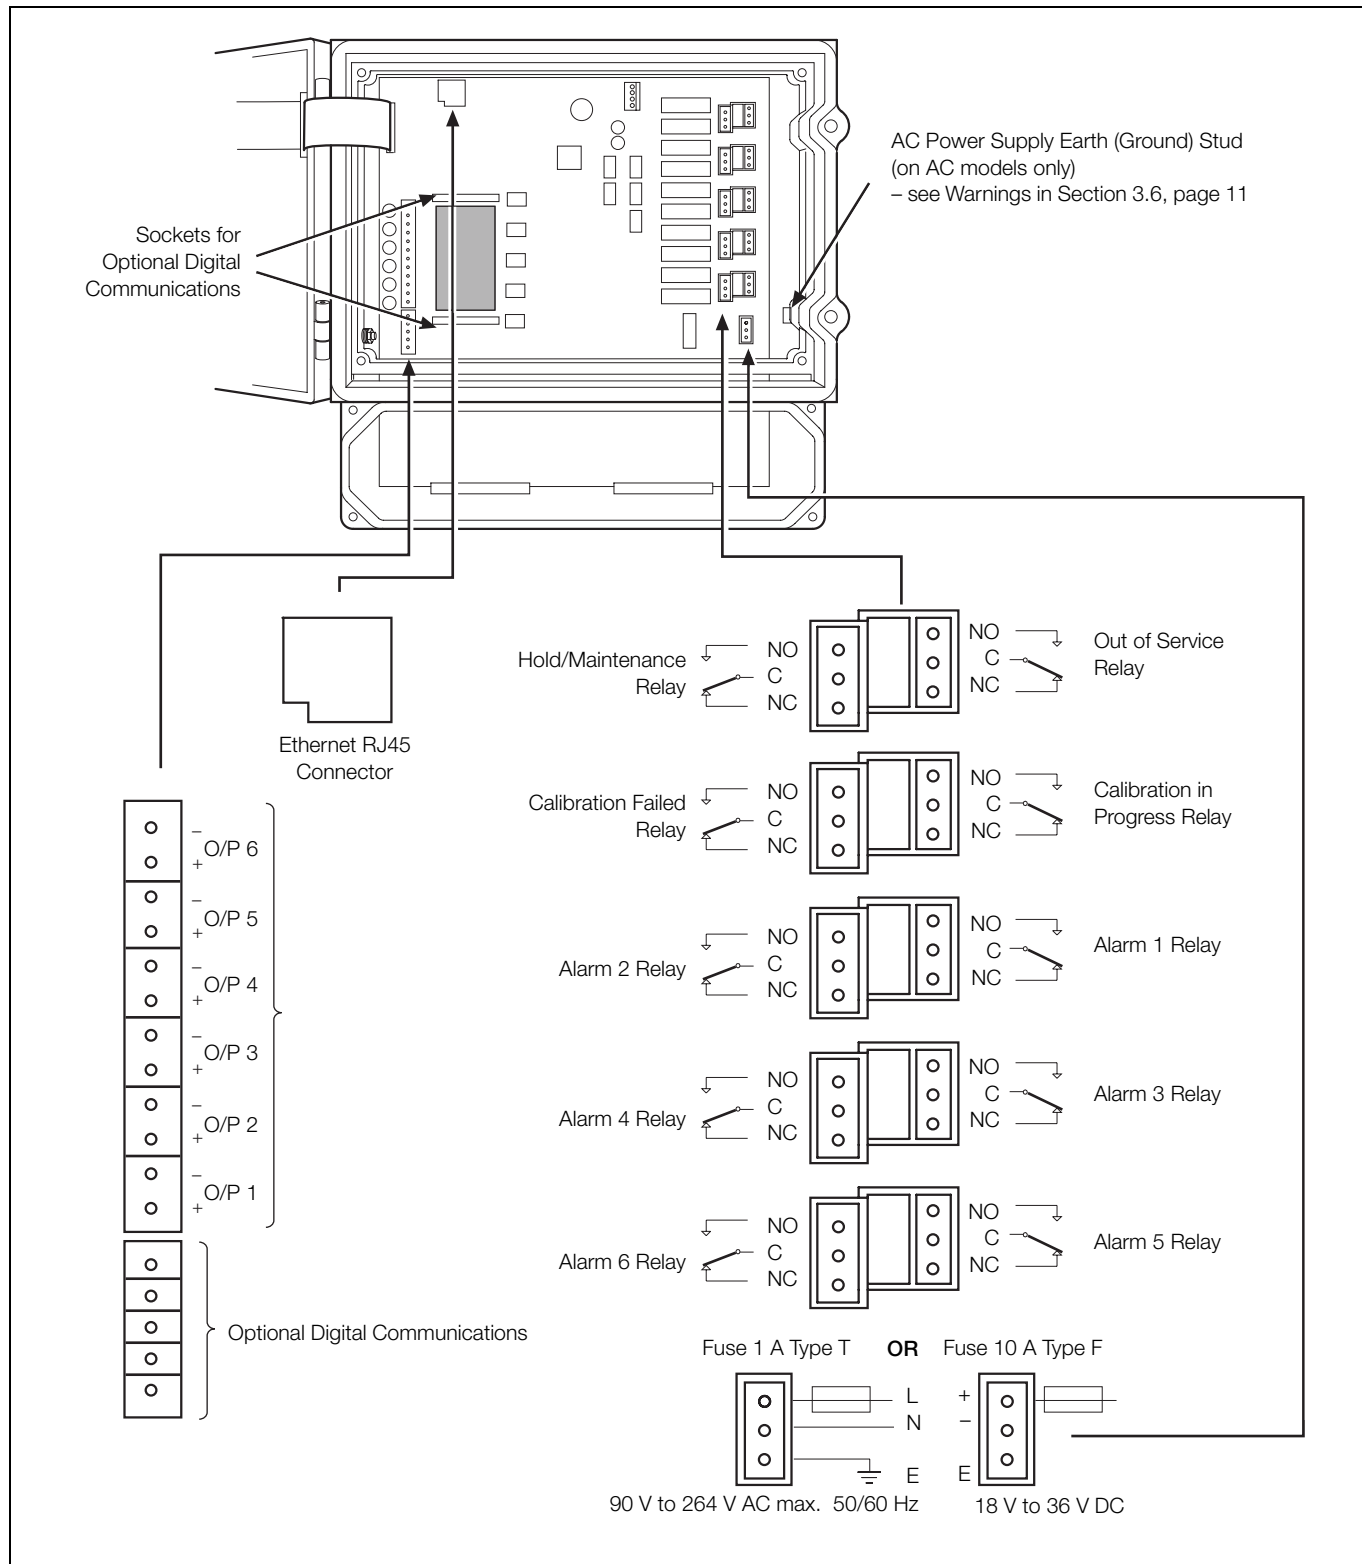 AC Power Supply Earth (Ground) Stud
(on AC models only)
– see Warnings in Section 3.6, page 11
Sockets for
Optional Digital
Communications
Ethernet RJ45
Connector
Hold/Maintenance
Relay
NO
C
NC
NO
C
NC
Out of Service
Relay
Calibration Failed
Relay
NO
C
NC
NO
C
NC
Calibration in
Progress Relay
Alarm 2 Relay
NO
C
NC
NO
C
NC
Alarm 1 Relay
Alarm 4 Relay
NO
C
NC
NO
C
NC
Alarm 3 Relay
Alarm 6 Relay
NO
C
NC
NO
C
NC
Alarm 5 Relay
–
O/P 6
+
–
O/P 5
+
–
O/P 4
+
–
O/P 3
+
–
O/P 2
+
–
O/P 1
+
Optional Digital Communications
Fuse 1 A Type T OR Fuse 10 A Type F
L
N
E
+
–
E
90 V to 264 V AC max. 50/60 Hz
18 V to 36 V DC